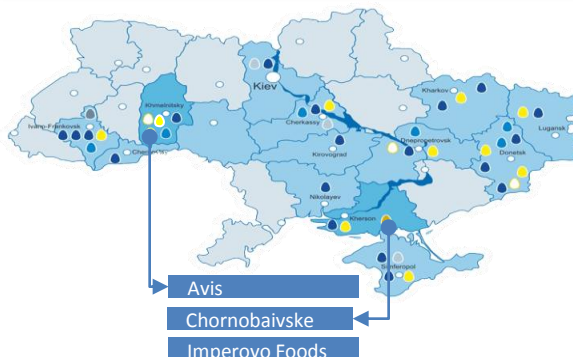 Kiev
Kharkov
Khmelnitsky
Lugansk
Ivano-Frankovsk
Cherkassy
Dnepropetrovsk
Donetsk
Kirovograd
Nikolayev
Kherson
Simferopol
Avis
Chornobaivske
Imperovo Foods